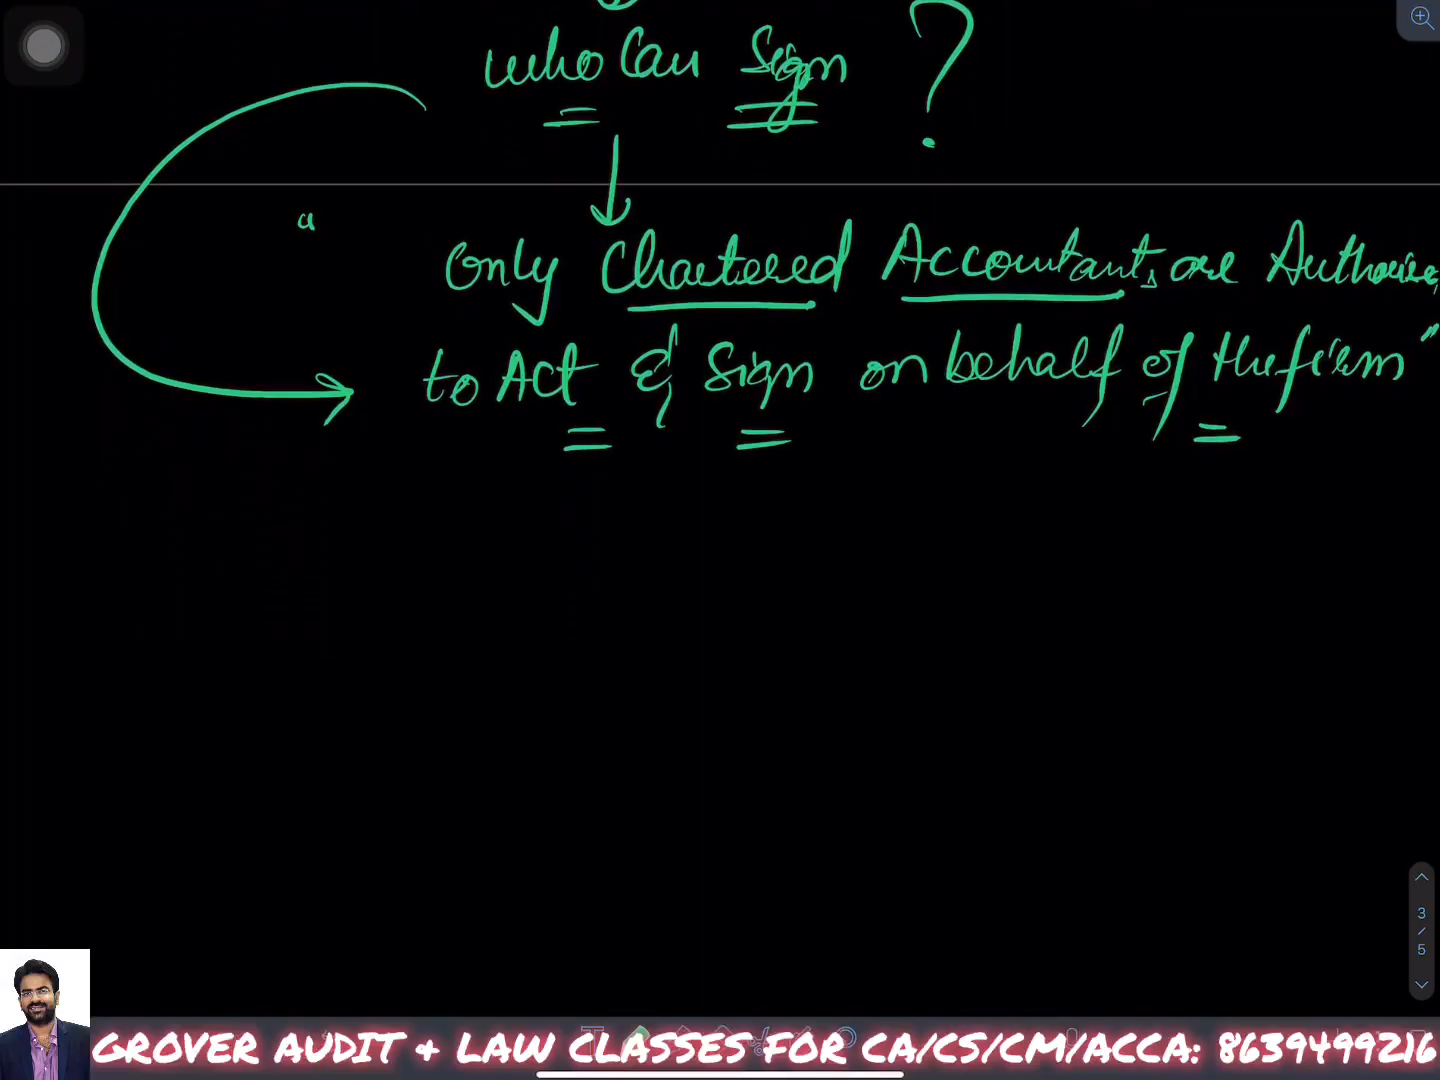 who Can Sign ?
"
Only Chartered Accountants are Authorise
to Act & Sign on behalf of the firm"
3
/
5
GROVER AUDIT + LAW CLASSES FOR CA/CS/CM/ACCA: 8639499216